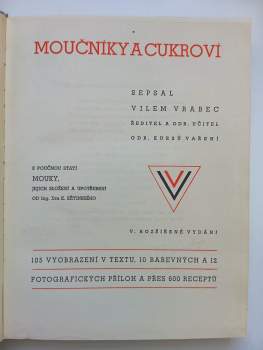 MOUČNÍKY A CUKROVÍ
SEPSAL
VILÉM VRABEC
ŘEDITEL A ODB. UČITEL
ODB. KURSŮ VAŘENÍ
S POUČNOU STATÍ
MOUKY,
JEJICH SLOŽENÍ A UPOTŘEBENÍ
OD Ing. Dra E.
V. ROZŠÍŘENÉ VYDÁNÍ
105 VYOBRAZENÍ V TEXTU, 10 BAREVNÝCH A 12
FOTOGRAFICKÝCH PŘÍLOH A PŘES 600 RECEPTŮ